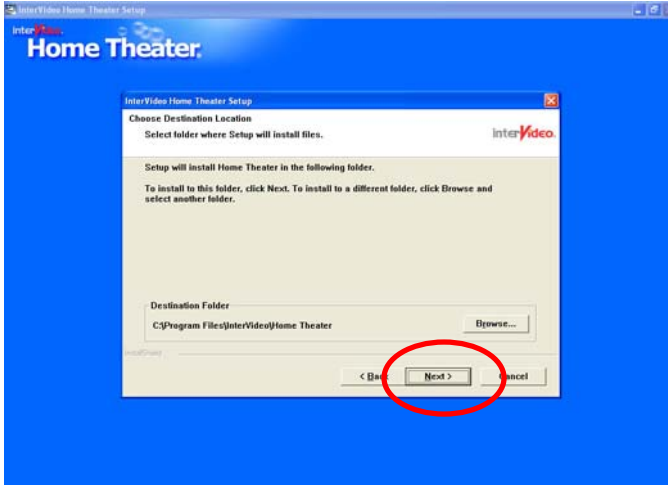 InterVideo Home Theater Setup
InterVideo.
Home Theater.
InterVideo Home Theater Setup
Choose Destination Location
Select folder where Setup will install files.
InterVideo.
Setup will install Home Theater in the following folder.
To install to this folder, click Next. To install to a different folder, click Browse and
select another folder.
Destination Folder
C:\Program Files\InterVideo\Home Theater
Browse...
InstallShield
< Back
Next >
Cancel